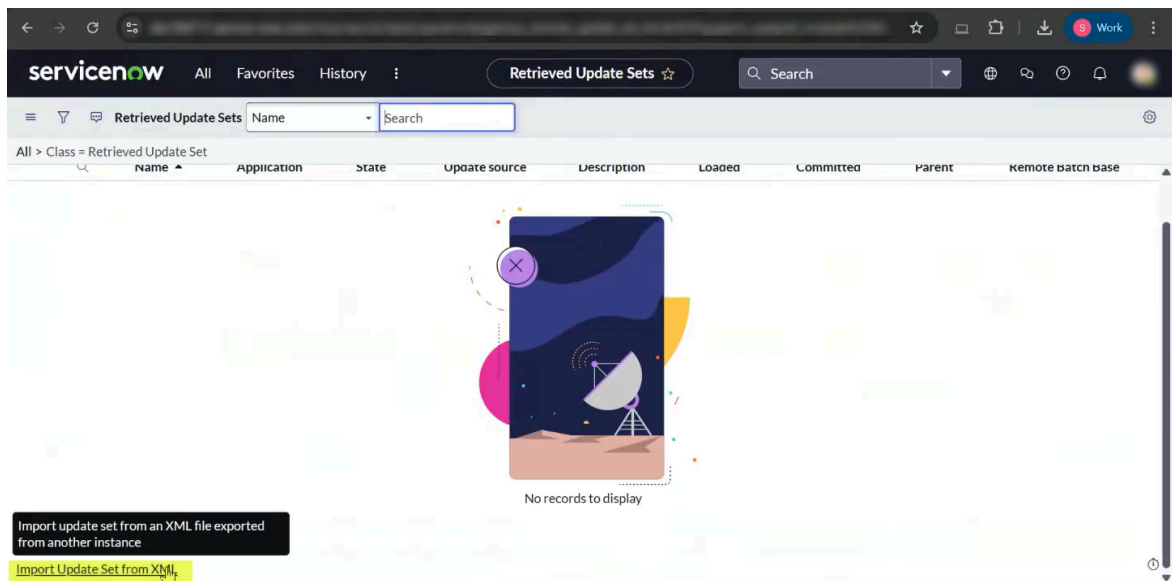 S Work
servicenow All Favorites History Retrieved Update Sets Search
Retrieved Update Sets Name Search
All > Class = Retrieved Update Set
Name Application State Update source Description Loaded Committed Parent Remote Batch Base
No records to display
Import update set from an XML file exported
from another instance
Import Update Set from XML